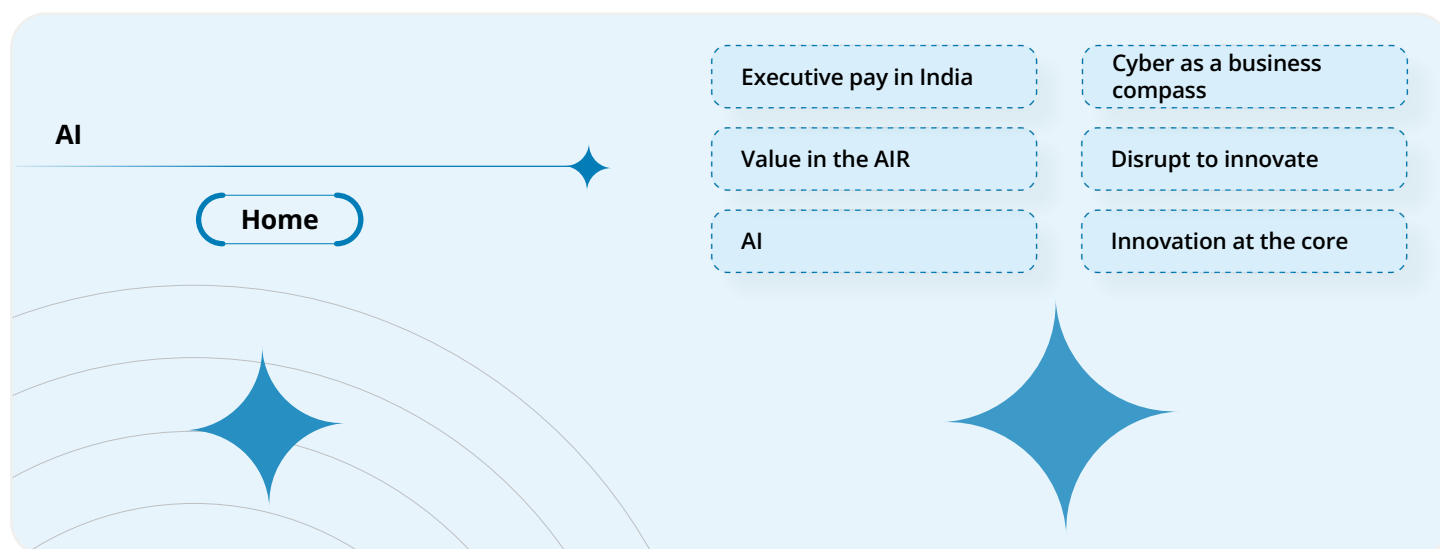 AI
Home
Executive pay in India
Cyber as a business
compass
Value in the AIR
Disrupt to innovate
AI
Innovation at the core